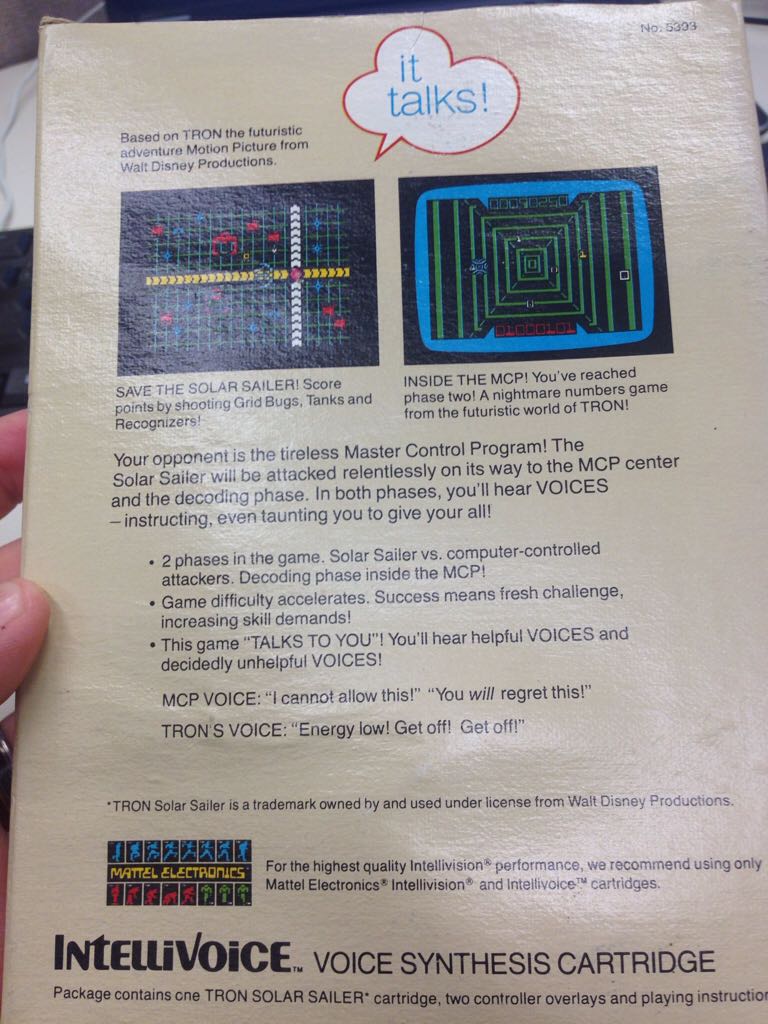 No. 5393
it
talks!
Based on TRON the futuristic
adventure Motion Picture from
Walt Disney Productions.
SAVE THE SOLAR SAILER! Score
points by shooting Grid Bugs, Tanks and
Recognizers!
INSIDE THE MCP! You've reached
phase two! A nightmare numbers game
from the futuristic world of TRON!
Your opponent is the tireless Master Control Program! The
Solar Sailer will be attacked relentlessly on its way to the MCP center
and the decoding phase. In both phases, you'll hear VOICES
–instructing, even taunting you to give your all!
• 2 phases in the game. Solar Sailer vs. computer-controlled
attackers. Decoding phase inside the MCP!
• Game difficulty accelerates. Success means fresh challenge,
increasing skill demands!
• This game "TALKS TO YOU"! You'll hear helpful VOICES and
decidedly unhelpful VOICES!
MCP VOICE: "I cannot allow this!" "You will regret this!"
TRON'S VOICE: "Energy low! Get off! Get off!"
*TRON Solar Sailer is a trademark owned by and used under license from Walt Disney Productions.
MATTEL ELECTRONICS®
For the highest quality Intellivision® performance, we recommend using only
Mattel Electronics® Intellivision® and Intellivoice™ cartridges.
INTELLIVOICE™ VOICE SYNTHESIS CARTRIDGE
Package contains one TRON SOLAR SAILER* cartridge, two controller overlays and playing instructio